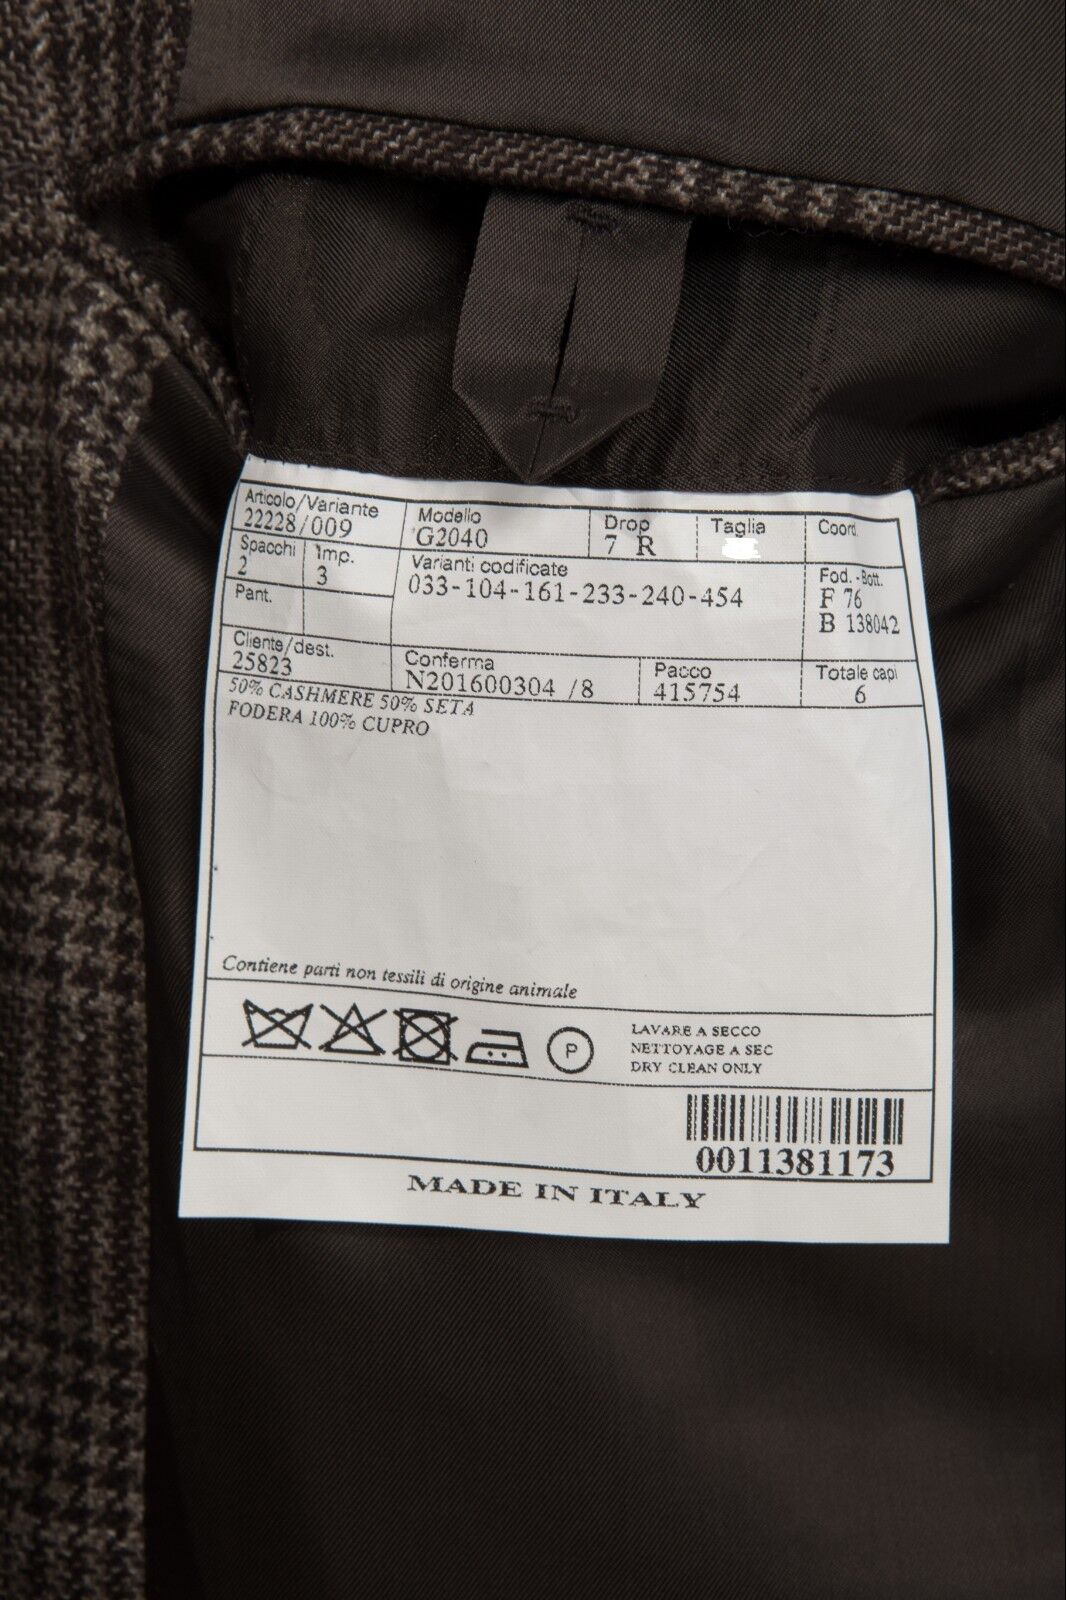 Articolo/Variante Modello Drop Taglia Coord.
22228/009 G2040 7 R
Spacchi Imp. Varianti codificate Fod.-Bott.
2 3 033-104-161-233-240-454 F 76
Pant. B 138042
Cliente/dest. Conferma Pacco Totale capi
25823 N201600304 /8 415754 6
50% CASHMERE 50% SETA
FODERA 100% CUPRO
Contiene parti non tessili di origine animale
P
LAVARE A SECCO
NETTOYAGE A SEC
DRY CLEAN ONLY
0011381173
MADE IN ITALY